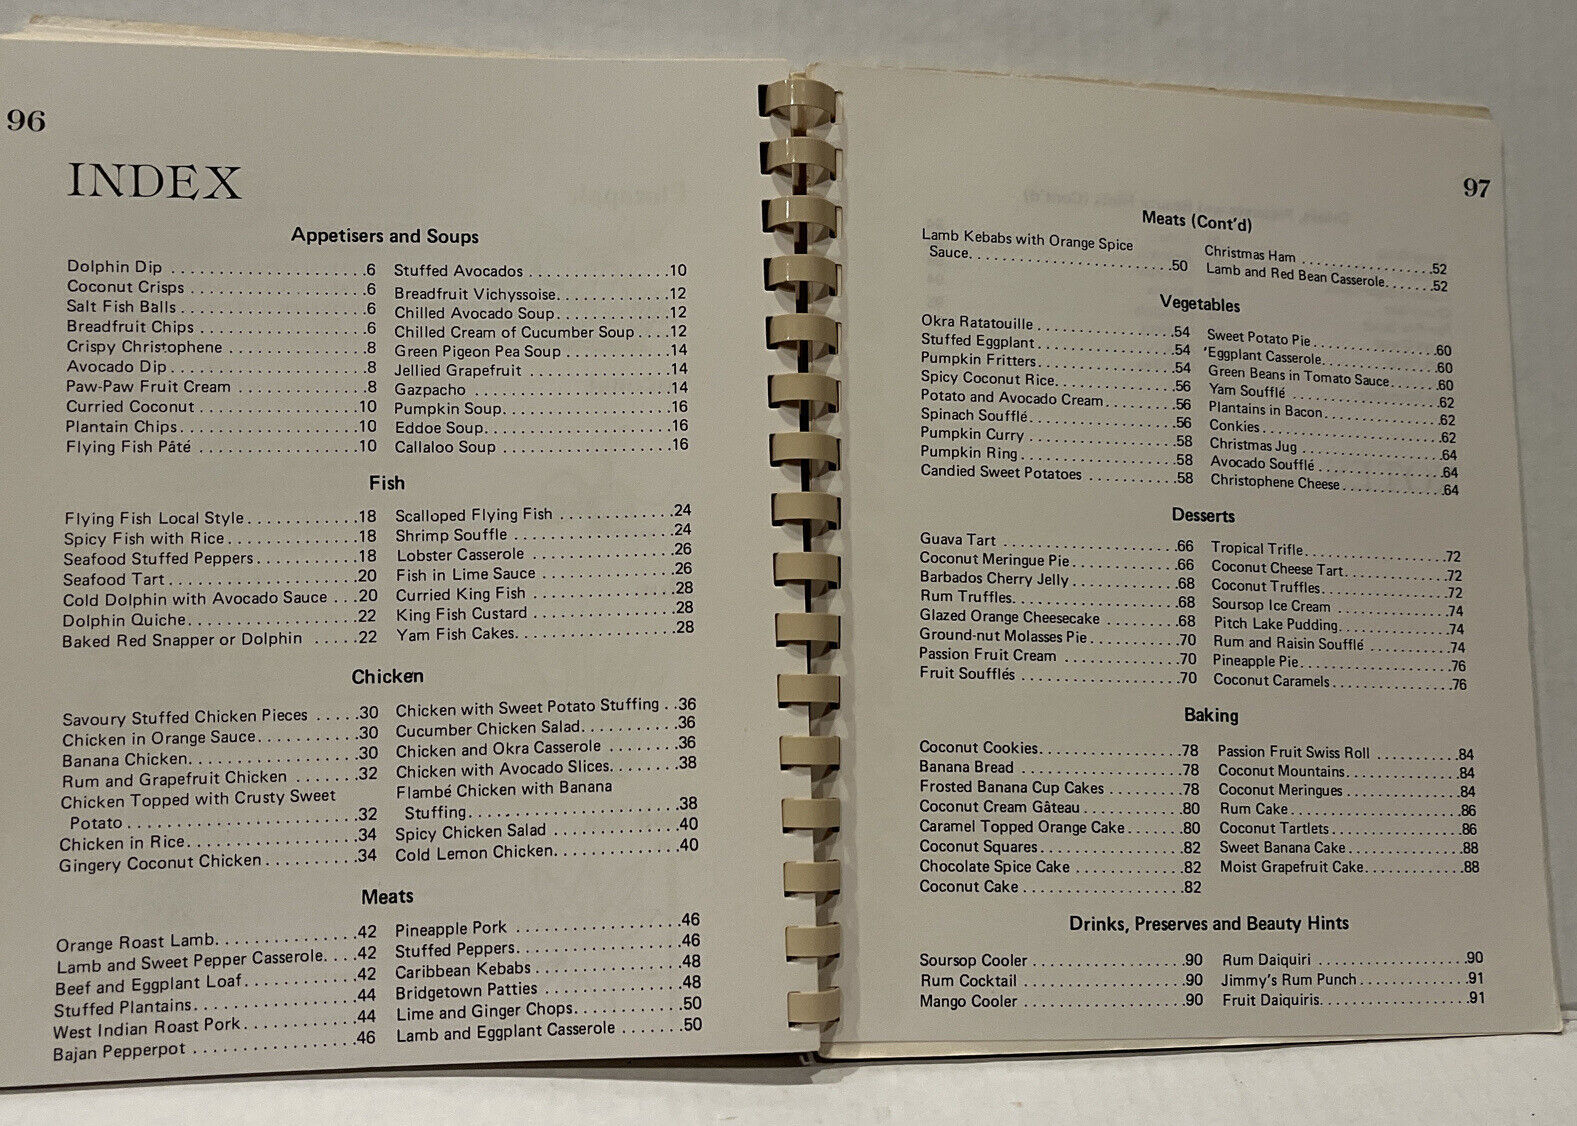 96
INDEX
Appetisers and Soups
Dolphin Dip . . . . . . . . . . . . . . . . . . . . .6
Coconut Crisps . . . . . . . . . . . . . . . . . . .6
Salt Fish Balls . . . . . . . . . . . . . . . . . . . .6
Breadfruit Chips . . . . . . . . . . . . . . . . . .6
Crispy Christophene . . . . . . . . . . . . . . .8
Avocado Dip . . . . . . . . . . . . . . . . . . . . .8
Paw-Paw Fruit Cream . . . . . . . . . . . . . .8
Curried Coconut . . . . . . . . . . . . . . . . .10
Plantain Chips . . . . . . . . . . . . . . . . . . .10
Flying Fish Pâté . . . . . . . . . . . . . . . . .10
Stuffed Avocados . . . . . . . . . . . . . . .10
Breadfruit Vichyssoise. . . . . . . . . . . . .12
Chilled Avocado Soup. . . . . . . . . . . . .12
Chilled Cream of Cucumber Soup . . . .12
Green Pigeon Pea Soup . . . . . . . . . . .14
Jellied Grapefruit . . . . . . . . . . . . . . .14
Gazpacho . . . . . . . . . . . . . . . . . . . . .14
Pumpkin Soup. . . . . . . . . . . . . . . . . .16
Eddoe Soup. . . . . . . . . . . . . . . . . . . .16
Callaloo Soup . . . . . . . . . . . . . . . . . .16
Fish
Flying Fish Local Style . . . . . . . . . . . .18
Spicy Fish with Rice . . . . . . . . . . . . . .18
Seafood Stuffed Peppers . . . . . . . . . . .18
Seafood Tart . . . . . . . . . . . . . . . . . . . .20
Cold Dolphin with Avocado Sauce . . .20
Dolphin Quiche. . . . . . . . . . . . . . . . . .22
Baked Red Snapper or Dolphin . . . . .22
Scalloped Flying Fish . . . . . . . . . . . .24
Shrimp Souffle . . . . . . . . . . . . . . . . .24
Lobster Casserole . . . . . . . . . . . . . . .26
Fish in Lime Sauce . . . . . . . . . . . . . .26
Curried King Fish . . . . . . . . . . . . . . .28
King Fish Custard . . . . . . . . . . . . . . .28
Yam Fish Cakes. . . . . . . . . . . . . . . . .28
Chicken
Savoury Stuffed Chicken Pieces . . . . .30
Chicken in Orange Sauce. . . . . . . . . . .30
Banana Chicken. . . . . . . . . . . . . . . . . .30
Rum and Grapefruit Chicken . . . . . . .32
Chicken Topped with Crusty Sweet
Potato . . . . . . . . . . . . . . . . . . . . . . . .32
Chicken in Rice. . . . . . . . . . . . . . . . . .34
Gingery Coconut Chicken . . . . . . . . . .34
Chicken with Sweet Potato Stuffing . .36
Cucumber Chicken Salad. . . . . . . . . . .36
Chicken and Okra Casserole . . . . . . . .36
Chicken with Avocado Slices. . . . . . . .38
Flambé Chicken with Banana
Stuffing. . . . . . . . . . . . . . . . . . . . . .38
Spicy Chicken Salad . . . . . . . . . . . . .40
Cold Lemon Chicken. . . . . . . . . . . . .40
Meats
Orange Roast Lamb. . . . . . . . . . . . . . .42
Lamb and Sweet Pepper Casserole. . . .42
Beef and Eggplant Loaf . . . . . . . . . . . .42
Stuffed Plantains . . . . . . . . . . . . . . . . .44
West Indian Roast Pork . . . . . . . . . . . .44
Bajan Pepperpot . . . . . . . . . . . . . . . . .46
Pineapple Pork . . . . . . . . . . . . . . . . .46
Stuffed Peppers. . . . . . . . . . . . . . . . .46
Caribbean Kebabs . . . . . . . . . . . . . . .48
Bridgetown Patties . . . . . . . . . . . . . .48
Lime and Ginger Chops. . . . . . . . . . . .50
Lamb and Eggplant Casserole . . . . . . .50
97
Meats (Cont'd)
Lamb Kebabs with Orange Spice
Sauce. . . . . . . . . . . . . . . . . . . . . . . .50
Christmas Ham . . . . . . . . . . . . . . . . .52
Lamb and Red Bean Casserole. . . . . . .52
Vegetables
Okra Ratatouille . . . . . . . . . . . . . . . . .54
Stuffed Eggplant . . . . . . . . . . . . . . . . .54
Pumpkin Fritters. . . . . . . . . . . . . . . . .54
Spicy Coconut Rice. . . . . . . . . . . . . . .56
Potato and Avocado Cream . . . . . . . . .56
Spinach Soufflé. . . . . . . . . . . . . . . . . .56
Pumpkin Curry . . . . . . . . . . . . . . . . . .58
Pumpkin Ring . . . . . . . . . . . . . . . . . . .58
Candied Sweet Potatoes . . . . . . . . . . .58
Sweet Potato Pie . . . . . . . . . . . . . . . .60
Eggplant Casserole. . . . . . . . . . . . . . .60
Green Beans in Tomato Sauce . . . . . . .60
Yam Soufflé . . . . . . . . . . . . . . . . . . .62
Plantains in Bacon . . . . . . . . . . . . . . .62
Conkies . . . . . . . . . . . . . . . . . . . . . . .62
Christmas Jug . . . . . . . . . . . . . . . . . .64
Avocado Soufflé . . . . . . . . . . . . . . . .64
Christophene Cheese . . . . . . . . . . . . .64
Desserts
Guava Tart . . . . . . . . . . . . . . . . . . . . .66
Coconut Meringue Pie . . . . . . . . . . . . .66
Barbados Cherry Jelly . . . . . . . . . . . . .68
Rum Truffles. . . . . . . . . . . . . . . . . . . .68
Glazed Orange Cheesecake . . . . . . . . .68
Ground-nut Molasses Pie . . . . . . . . . . .70
Passion Fruit Cream . . . . . . . . . . . . . .70
Fruit Soufflés . . . . . . . . . . . . . . . . . . .70
Tropical Trifle. . . . . . . . . . . . . . . . . .72
Coconut Cheese Tart. . . . . . . . . . . . . .72
Coconut Truffles. . . . . . . . . . . . . . . . .72
Soursop Ice Cream . . . . . . . . . . . . . .74
Pitch Lake Pudding. . . . . . . . . . . . . . .74
Rum and Raisin Soufflé . . . . . . . . . . .74
Pineapple Pie. . . . . . . . . . . . . . . . . . .76
Coconut Caramels. . . . . . . . . . . . . . . .76
Baking
Coconut Cookies. . . . . . . . . . . . . . . . .78
Banana Bread . . . . . . . . . . . . . . . . . . .78
Frosted Banana Cup Cakes . . . . . . . . .78
Coconut Cream Gâteau . . . . . . . . . . . .80
Caramel Topped Orange Cake . . . . . . .80
Coconut Squares . . . . . . . . . . . . . . . . .82
Chocolate Spice Cake . . . . . . . . . . . . .82
Coconut Cake . . . . . . . . . . . . . . . . . . .82
Passion Fruit Swiss Roll . . . . . . . . . . .84
Coconut Mountains. . . . . . . . . . . . . . .84
Coconut Meringues . . . . . . . . . . . . . . .84
Rum Cake . . . . . . . . . . . . . . . . . . . . .86
Coconut Tartlets . . . . . . . . . . . . . . . .86
Sweet Banana Cake . . . . . . . . . . . . . .88
Moist Grapefruit Cake. . . . . . . . . . . . .88
Drinks, Preserves and Beauty Hints
Soursop Cooler . . . . . . . . . . . . . . . . . .90
Rum Cocktail . . . . . . . . . . . . . . . . . . .90
Mango Cooler . . . . . . . . . . . . . . . . . . .90
Rum Daiquiri . . . . . . . . . . . . . . . . . .90
Jimmy's Rum Punch . . . . . . . . . . . . . .91
Fruit Daiquiris. . . . . . . . . . . . . . . . . .91